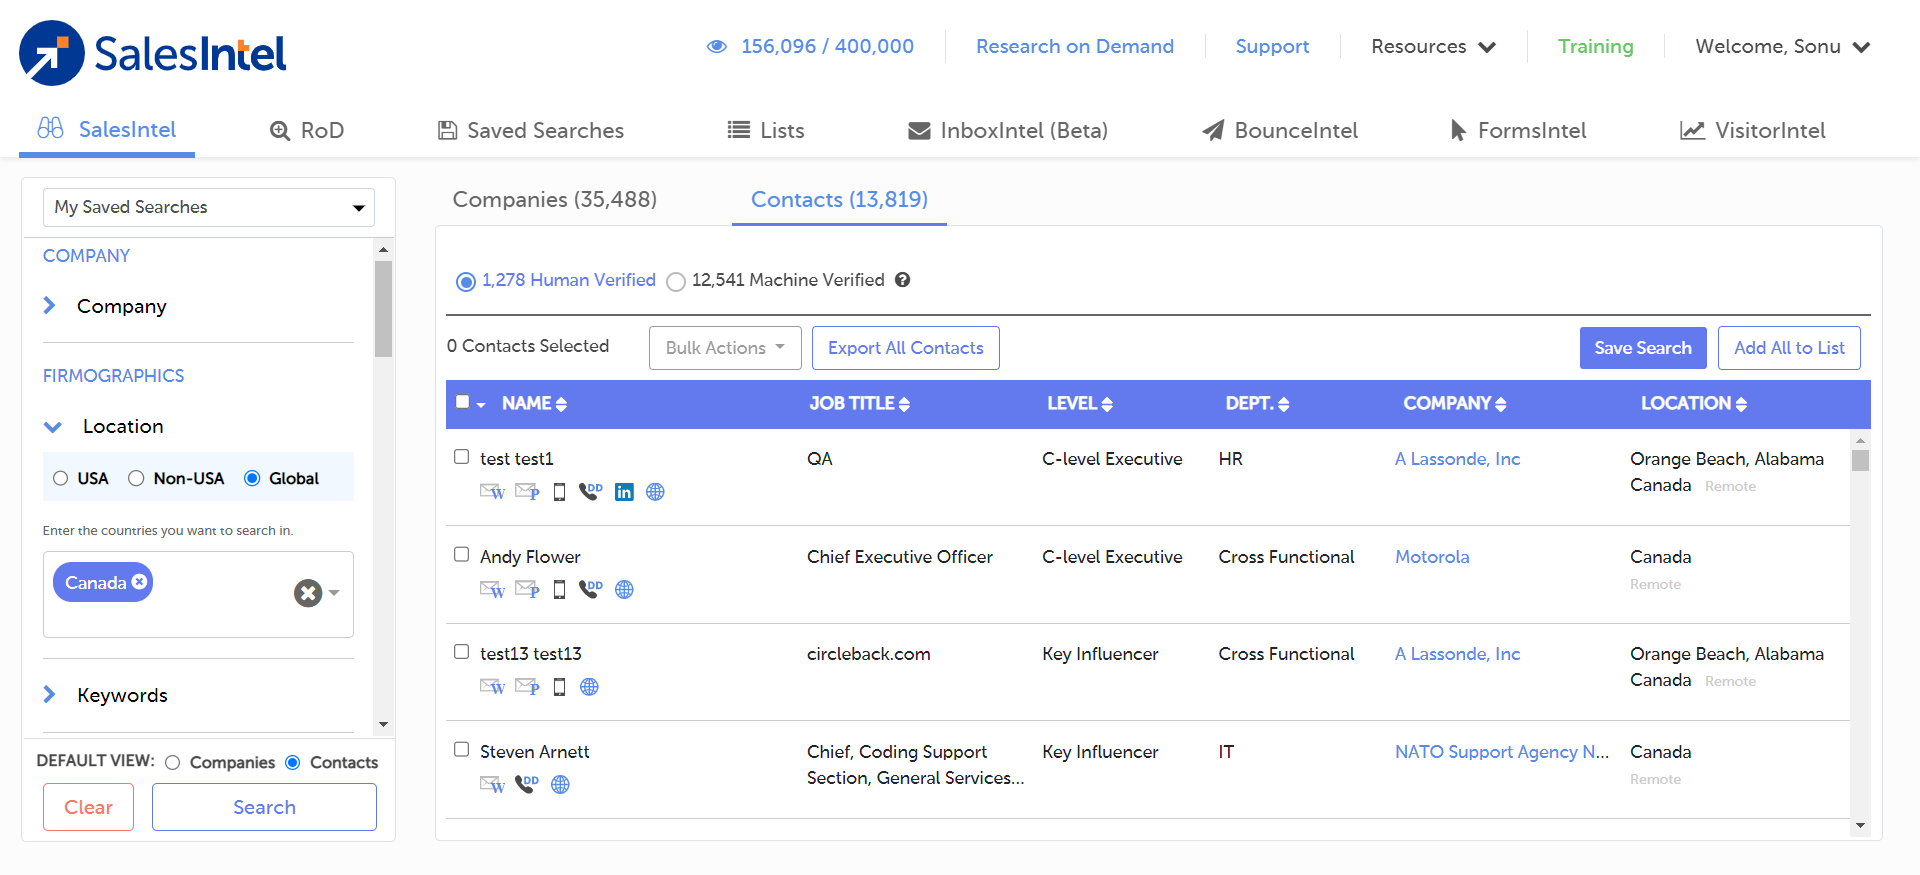 SalesIntel
156,096 / 400,000
Research on Demand
Support
Resources
Training
Welcome, Sonu
SalesIntel
RoD
Saved Searches
Lists
InboxIntel (Beta)
BounceIntel
FormsIntel
VisitorIntel
My Saved Searches
COMPANY
Company
FIRMOGRAPHICS
Location
USA Non-USA Global
Enter the countries you want to search in.
Canada
Keywords
DEFAULT VIEW: Companies Contacts
Clear Search
Companies (35,488) Contacts (13,819)
1,278 Human Verified 12,541 Machine Verified ?
0 Contacts Selected Bulk Actions Export All Contacts Save Search Add All to List
NAME JOB TITLE LEVEL DEPT. COMPANY LOCATION
test test1 QA C-level Executive HR A Lassonde, Inc Orange Beach, Alabama
Canada Remote
W P DD in
Andy Flower Chief Executive Officer C-level Executive Cross Functional Motorola Canada
Remote
W P DD
test13 test13 circleback.com Key Influencer Cross Functional A Lassonde, Inc Orange Beach, Alabama
Canada Remote
W P
Steven Arnett Chief, Coding Support Key Influencer IT NATO Support Agency N... Canada
Section, General Services... Remote
W DD